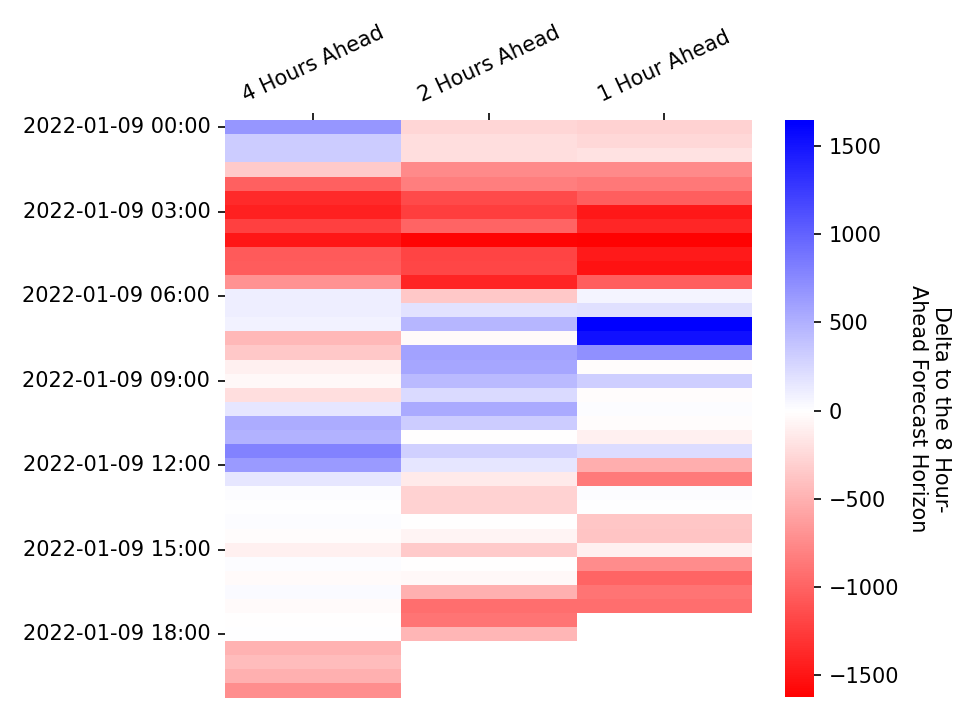 4 Hours Ahead
2 Hours Ahead
1 Hour Ahead
2022-01-09 00:00
2022-01-09 03:00
2022-01-09 06:00
2022-01-09 09:00
2022-01-09 12:00
2022-01-09 15:00
2022-01-09 18:00
1500
1000
500
0
−500
−1000
−1500
Delta to the 8 Hour-
Ahead Forecast Horizon